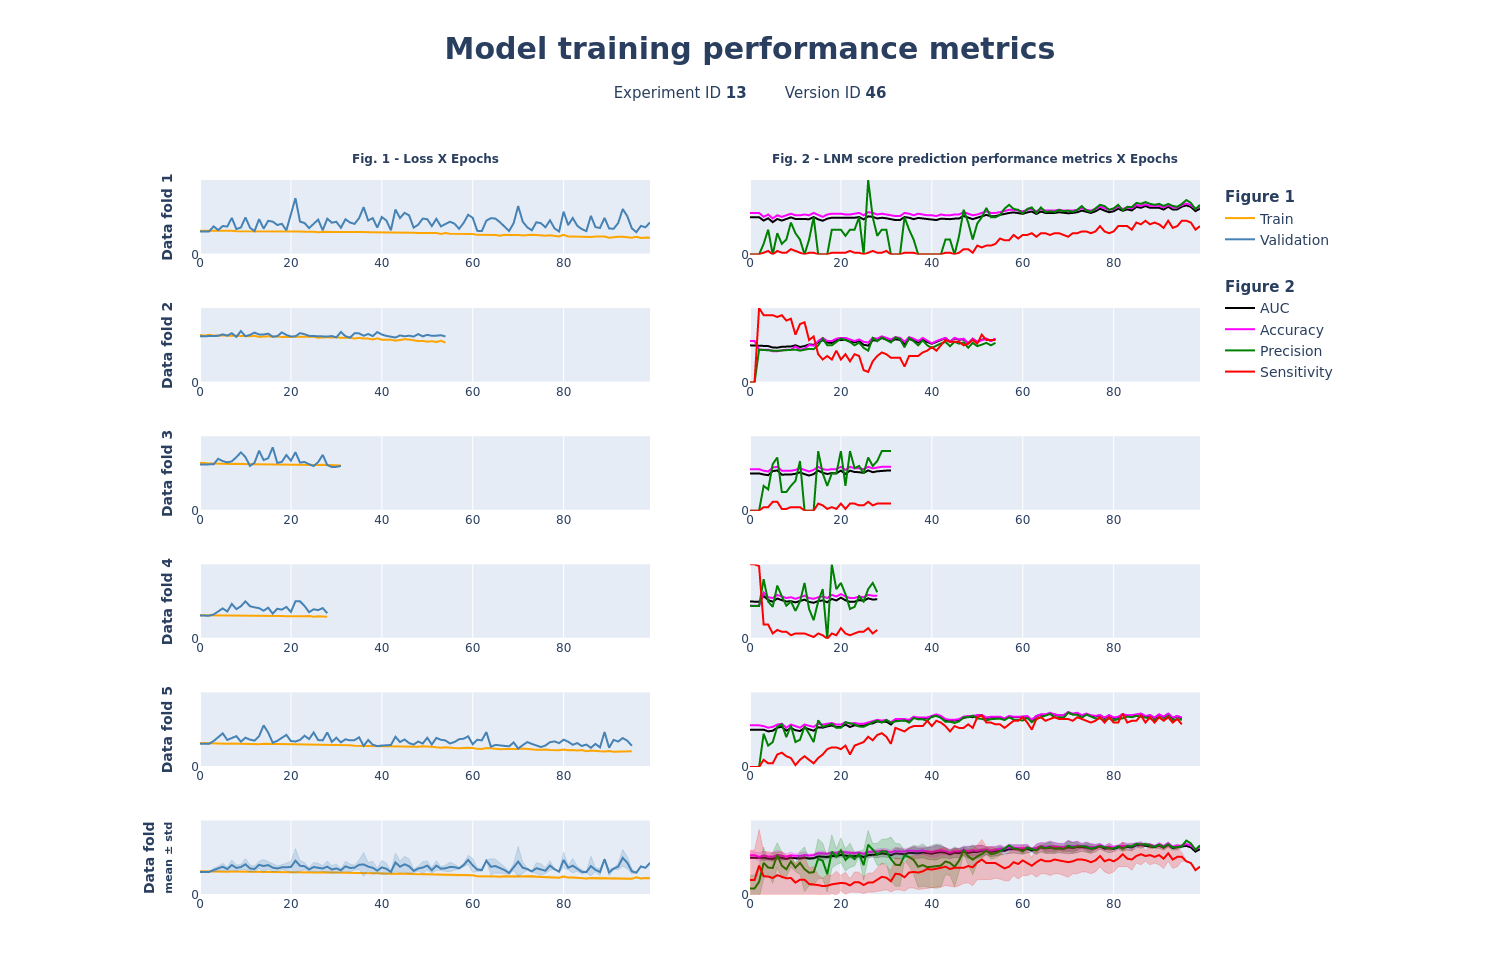 Model training performance metrics
Experiment ID 13 Version ID 46
Fig. 1 - Loss X Epochs
Fig. 2 - LNM score prediction performance metrics X Epochs
Data fold 1
0
0 20 40 60 80
0
0 20 40 60 80
Figure 1
Train
Validation
Figure 2
AUC
Accuracy
Precision
Sensitivity
Data fold 2
0
0 20 40 60 80
0
0 20 40 60 80
Data fold 3
0
0 20 40 60 80
0
0 20 40 60 80
Data fold 4
0
0 20 40 60 80
0
0 20 40 60 80
Data fold 5
0
0 20 40 60 80
0
0 20 40 60 80
Data fold
mean ± std
0
0 20 40 60 80
0
0 20 40 60 80